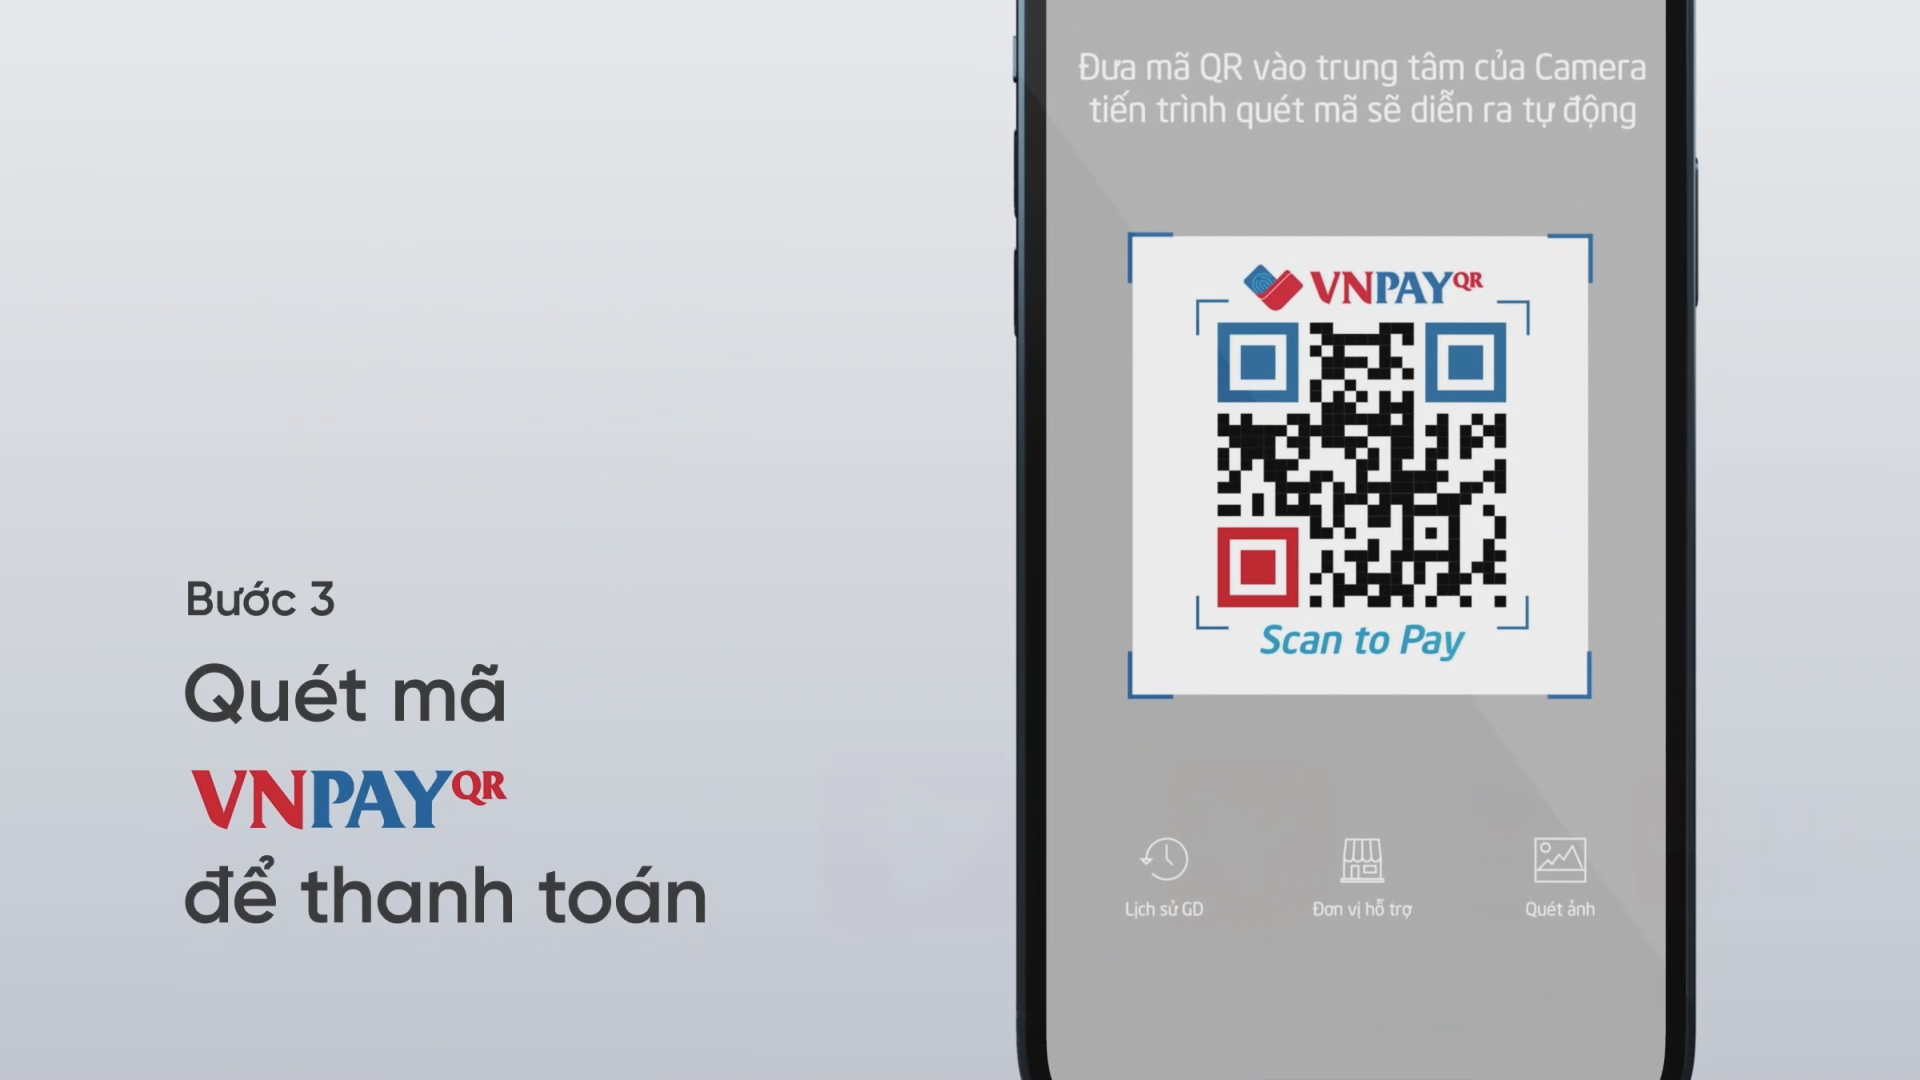 Bước 3
Quét mã
VNPAYQR
để thanh toán
Đưa mã QR vào trung tâm của Camera
tiến trình quét mã sẽ diễn ra tự động
VNPAYQR
Scan to Pay
Lịch sử GD
Đơn vị hỗ trợ
Quét ảnh